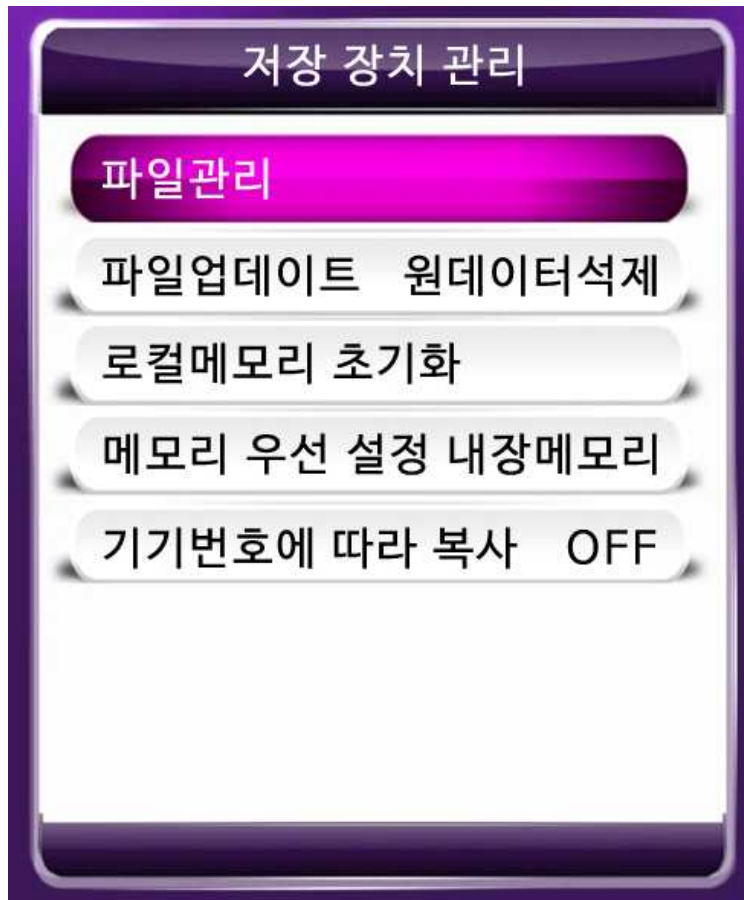 저장 장치 관리
파일관리
파일업데이트 원데이터석제
로컬메모리 초기화
메모리 우선 설정 내장메모리
기기번호에 따라 복사 OFF